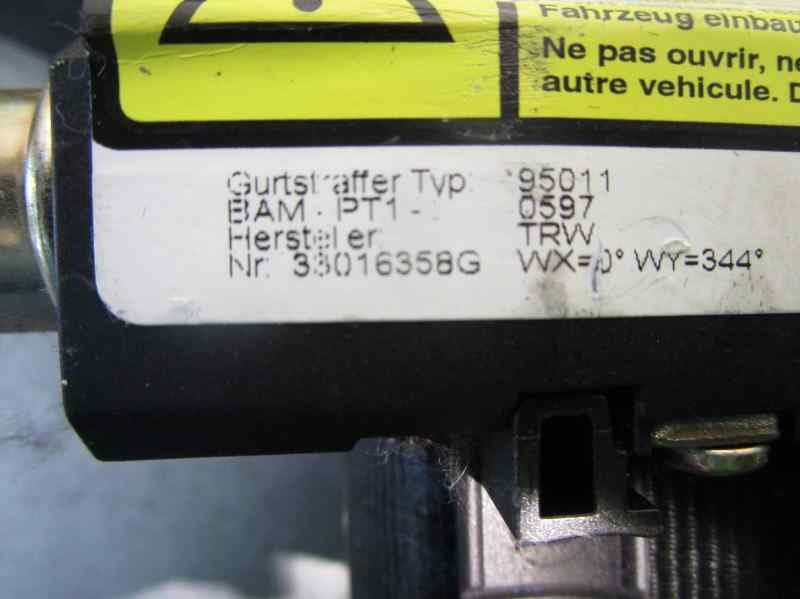 Fahrzeug einbau
Ne pas ouvrir, ne
autre vehicule. D
Gurtstraffer Typ: 95011
BAM - PT1 - 0597
Hersteller: TRW
Nr. 33016358G WX=0° WY=344°